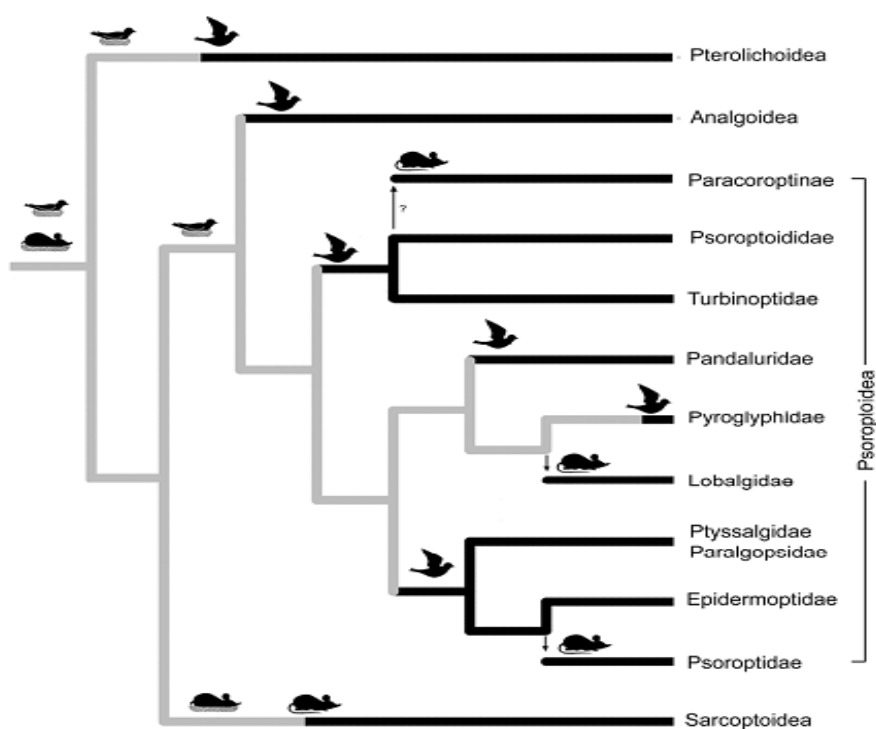 Pterolichoidea
Analgoidea
Paracoroptinae
?
Psoroptoididae
Turbinoptidae
Pandaluridae
Pyroglyphidae
Lobalgidae
Ptyssalgidae
Paralgopsidae
Epidermoptidae
Psoroptidae
Sarcoptoidea
Psoroploidea